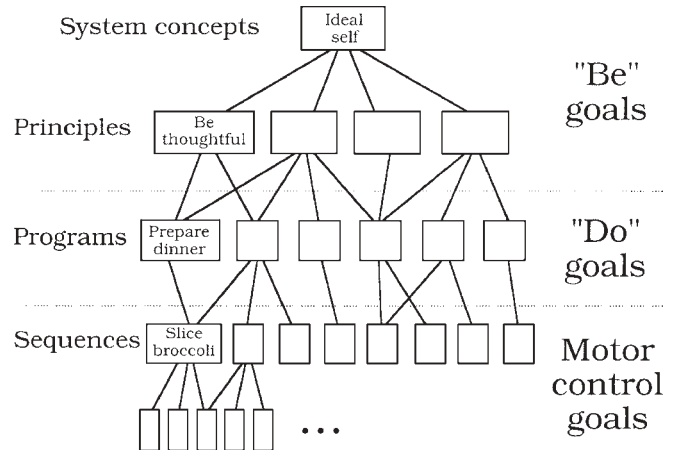 System concepts
Ideal
self
"Be"
goals
Principles
Be
thoughtful
Programs
Prepare
dinner
"Do"
goals
Sequences
Slice
broccoli
Motor
control
goals
...